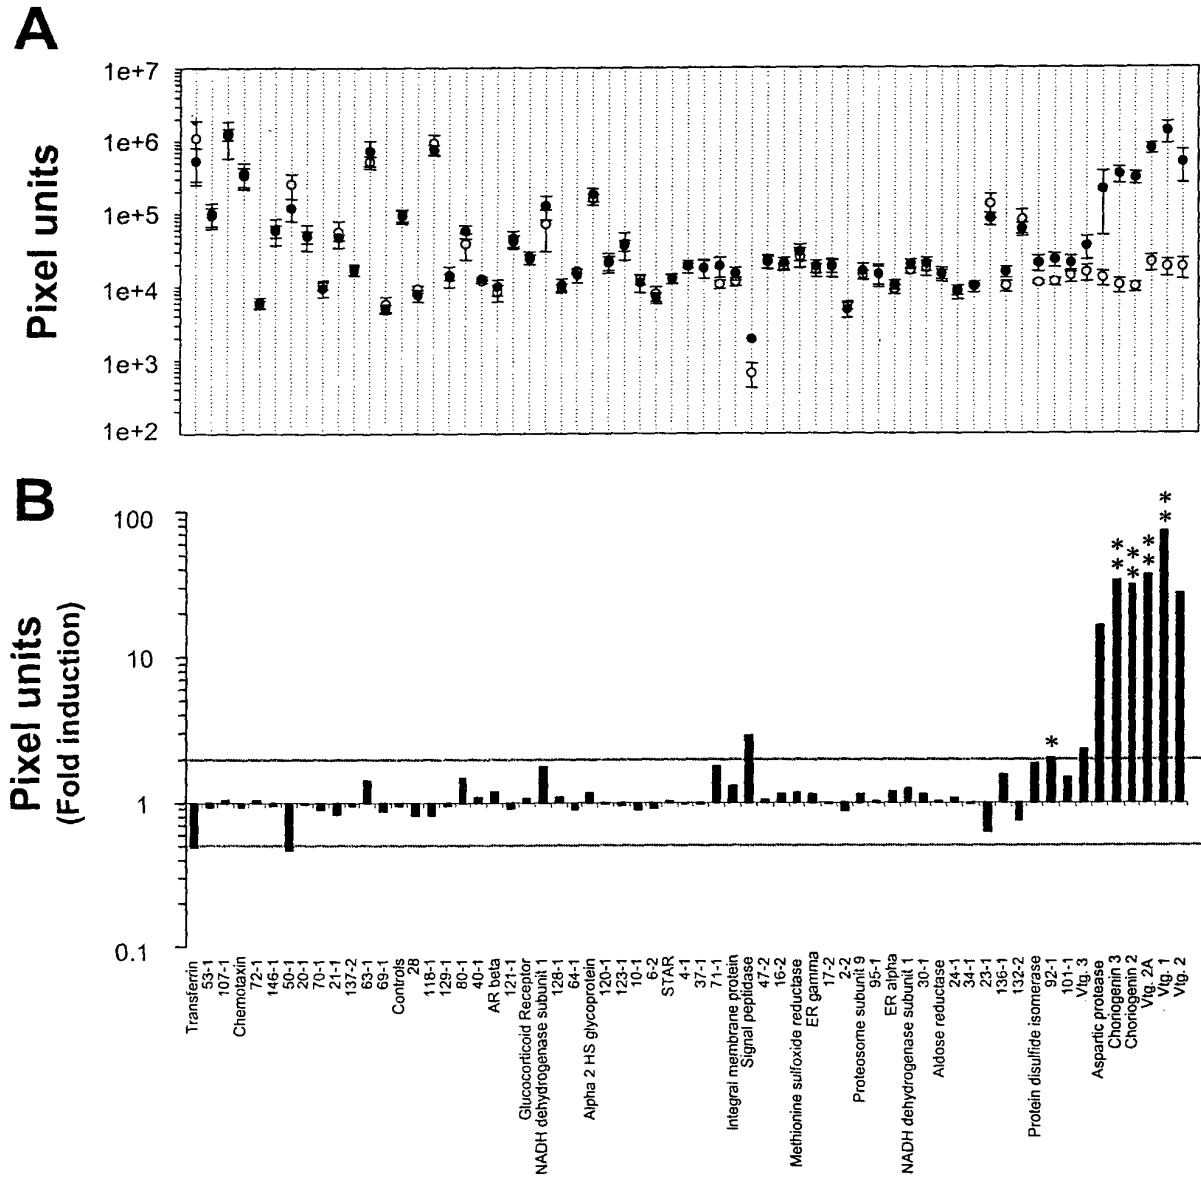 A
Pixel units
1e+7
1e+6
1e+5
1e+4
1e+3
1e+2
B
Pixel units
(Fold induction)
100
10
1
0.1
* *
* *
* *
* *
*
Transferrin
53-1
107-1
Chemotaxin
72-1
146-1
50-1
20-1
70-1
21-1
137-2
63-1
69-1
Controls
28
118-1
129-1
80-1
40-1
AR beta
121-1
Glucocorticoid Receptor
NADH dehydrogenase subunit 1
128-1
64-1
Alpha 2 HS glycoprotein
120-1
123-1
10-1
6-2
STAR
4-1
37-1
71-1
Integral membrane protein
Signal peptidase
47-2
16-2
Methionine sulfoxide reductase
ER gamma
17-2
2-2
Proteosome subunit 9
95-1
ER alpha
NADH dehydrogenase subunit 1
30-1
Aldose reductase
24-1
34-1
23-1
136-1
132-2
Protein disulfide isomerase
92-1
101-1
Vtg. 3
Aspartic protease
Choriogenin 3
Choriogenin 2
Vtg. 2A
Vtg. 1
Vtg. 2